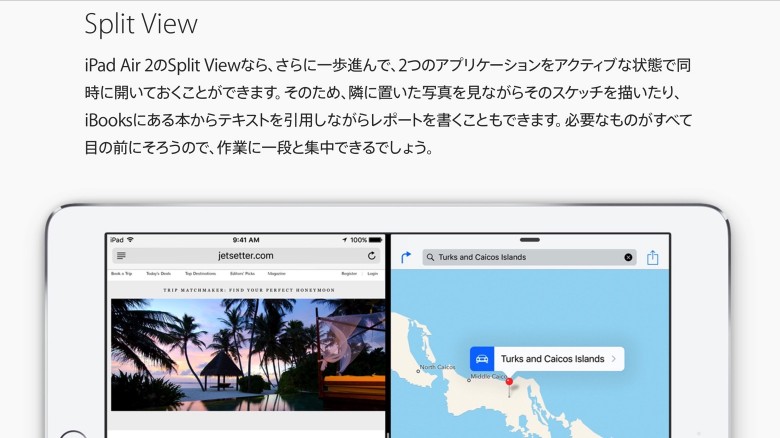 Split View
iPad Air 2のSplit Viewなら、さらに一歩進んで、2つのアプリケーションをアクティブな状態で同
時に開いておくことができます。そのため、隣に置いた写真を見ながらそのスケッチを描いたり、
iBooksにある本からテキストを引用しながらレポートを書くこともできます。必要なものがすべて
目の前にそろうので、作業に一段と集中できるでしょう。
iPad 9:41 AM 100%
jetsetter.com
Book a Trip Today's Deals Top Destinations Editors' Picks Magazine Register Login
TRIP MATCHMAKER: FIND YOUR PERFECT HONEYMOON
Turks and Caicos Islands
Turks and Caicos Islands
North Caicos
Middle Caicos